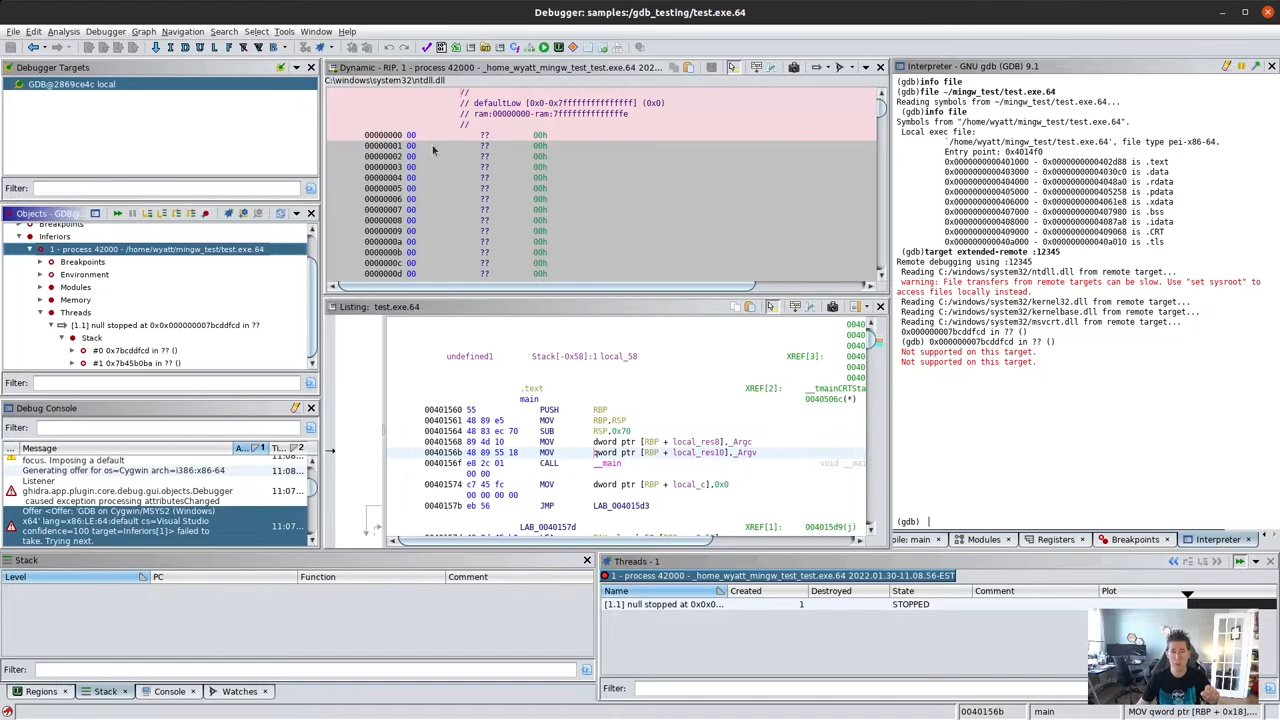 Debugger: samples:/gdb_testing/test.exe.64
File Edit Analysis Debugger Graph Navigation Search Select Tools Window Help
I D U L F R V B
Debugger Targets
GDB@2869ce4c local
Filter:
Objects - GDB@...
Breakpoints
Inferiors
1 - process 42000 - /home/wyatt/mingw_test/test.exe.64
Breakpoints
Environment
Modules
Memory
Threads
[1.1] null stopped at 0x0x000000007bcddfcd in ??
Stack
#0 0x7bcddfcd in ?? ()
#1 0x7b45b0ba in ?? ()
Filter:
Debug Console
Filter:
... Message A... 1 Ti... 2
focus. Imposing a default
Generating offer for os=Cygwin arch=i386:x86-64 11:08...
Listener
ghidra.app.plugin.core.debug.gui.objects.Debugger 11:07...
caused exception processing attributesChanged
Offer <Offer: 'GDB on Cygwin/MSYS2 (Windows)
x64' lang=x86:LE:64:default cs=Visual Studio
confidence=100 target=Inferiors[1]> failed to 11:07...
take. Trying next.
Dynamic - RIP, 1 - process 42000 - _home_wyatt_mingw_test_test.exe.64 2022...
C:\windows\system32\ntdll.dll
//
// defaultLow [0x0-0x7fffffffffffffff] (0x0)
// ram:00000000-ram:7ffffffffffffffe
//
00000000 00 ?? 00h
00000001 00 ?? 00h
00000002 00 ?? 00h
00000003 00 ?? 00h
00000004 00 ?? 00h
00000005 00 ?? 00h
00000006 00 ?? 00h
00000007 00 ?? 00h
00000008 00 ?? 00h
00000009 00 ?? 00h
0000000a 00 ?? 00h
0000000b 00 ?? 00h
0000000c 00 ?? 00h
0000000d 00 ?? 00h
Listing: test.exe.64
0040
0040
0040
undefined1 Stack[-0x58]:1 local_58 XREF[3]: 0040
0040
0040
.text XREF[2]: __tmainCRTSta
main 0040506c(*)
00401560 55 PUSH RBP
00401561 48 89 e5 MOV RBP,RSP
00401564 48 83 ec 70 SUB RSP,0x70
00401568 89 4d 10 MOV dword ptr [RBP + local_res8],_Argc
0040156b 48 89 55 18 MOV qword ptr [RBP + local_res10],_Argv
0040156f e8 2c 01 CALL __main void __mai
00 00
00401574 c7 45 fc MOV dword ptr [RBP + local_c],0x0
00 00 00 00
0040157b eb 56 JMP LAB_004015d3
LAB_0040157d XREF[1]: 004015d9(j)
Interpreter - GNU gdb (GDB) 9.1
(gdb)info file
(gdb)file ~/mingw_test/test.exe.64
Reading symbols from ~/mingw_test/test.exe.64...
(gdb)info file
Symbols from "/home/wyatt/mingw_test/test.exe.64".
Local exec file:
`/home/wyatt/mingw_test/test.exe.64', file type pei-x86-64.
Entry point: 0x4014f0
0x0000000000401000 - 0x0000000000402d88 is .text
0x0000000000403000 - 0x00000000004030c0 is .data
0x0000000000404000 - 0x00000000004048a0 is .rdata
0x0000000000405000 - 0x0000000000405258 is .pdata
0x0000000000406000 - 0x00000000004061e8 is .xdata
0x0000000000407000 - 0x0000000000407980 is .bss
0x0000000000408000 - 0x00000000004087a8 is .idata
0x0000000000409000 - 0x0000000000409068 is .CRT
0x000000000040a000 - 0x000000000040a010 is .tls
(gdb)target extended-remote :12345
Remote debugging using :12345
Reading C:/windows/system32/ntdll.dll from remote target...
warning: File transfers from remote targets can be slow. Use "set sysroot" to
access files locally instead.
Reading C:/windows/system32/kernel32.dll from remote target...
Reading C:/windows/system32/kernelbase.dll from remote target...
Reading C:/windows/system32/msvcrt.dll from remote target...
0x000000007bcddfcd in ?? ()
(gdb) 0x000000007bcddfcd in ?? ()
Not supported on this target.
Not supported on this target.
(gdb)
pile: main Modules Registers Breakpoints Interpreter
Stack
Level PC Function Comment
Filter:
Regions Stack Console Watches
Threads - 1
1 - process 42000 - _home_wyatt_mingw_test_test.exe.64 2022.01.30-11.08.56-EST
Name Created Destroyed State Comment Plot
[1.1] null stopped at 0x0x0... 1 STOPPED
Filter:
0040156b main MOV qword ptr [RBP + 0x18],...